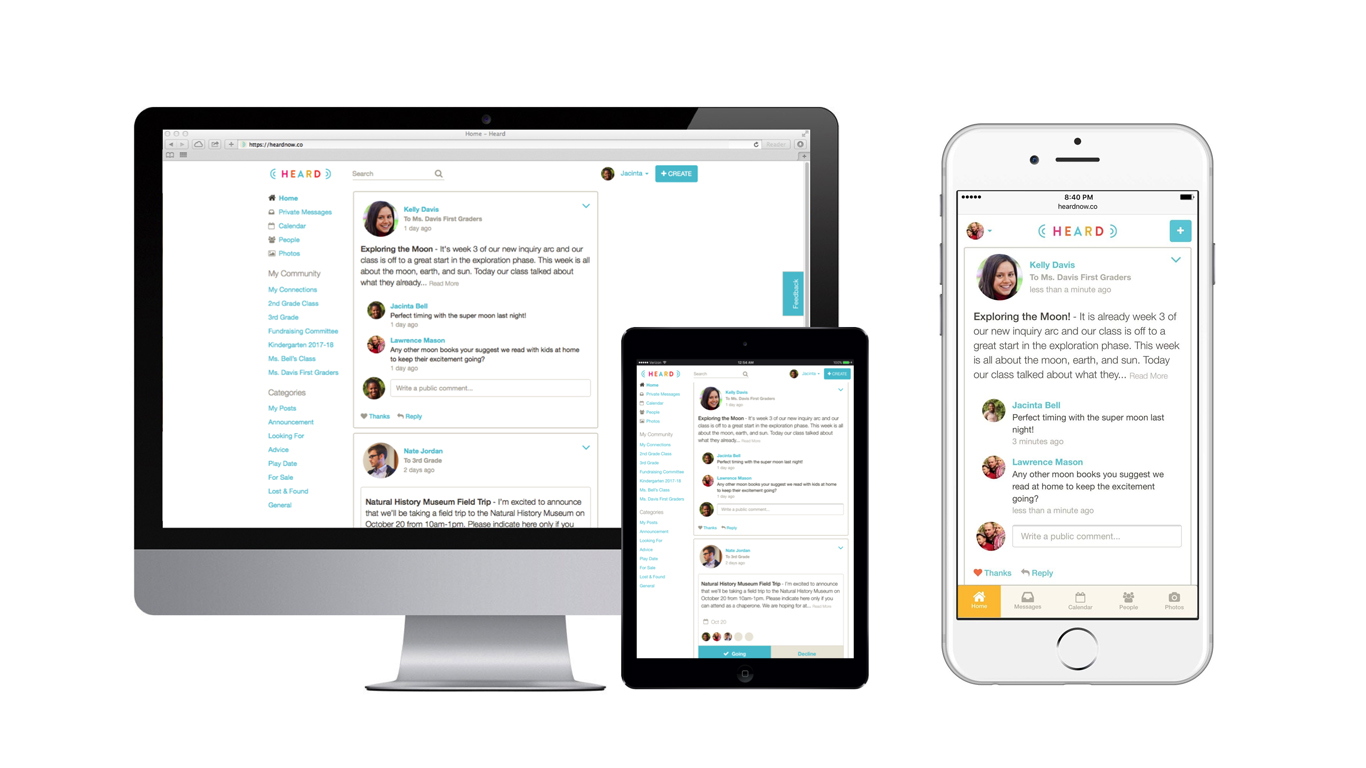 Home – Heard
https://heardnow.co
Reader
HEARD
Search
Jacinta
+ CREATE
Home
Private Messages
Calendar
People
Photos
My Community
My Connections
2nd Grade Class
3rd Grade
Fundraising Committee
Kindergarten 2017-18
Ms. Bell's Class
Ms. Davis First Graders
Categories
My Posts
Announcement
Looking For
Advice
Play Date
For Sale
Lost & Found
General
Kelly Davis
To Ms. Davis First Graders
1 day ago
Exploring the Moon - It's week 3 of our new inquiry arc and our
class is off to a great start in the exploration phase. This week is all
about the moon, earth, and sun. Today our class talked about
what they already... Read More
Jacinta Bell
Perfect timing with the super moon last night!
1 day ago
Lawrence Mason
Any other moon books your suggest we read with kids at home
to keep their excitement going?
1 day ago
Write a public comment...
Thanks Reply
Nate Jordan
To 3rd Grade
2 days ago
Natural History Museum Field Trip - I'm excited to announce
that we'll be taking a field trip to the Natural History Museum on
October 20 from 10am-1pm. Please indicate here only if you
Feedback
Verizon
12:54 AM
100%
HEARD
Search
Jacinta
+ CREATE
Home
Private Messages
Calendar
People
Photos
My Community
My Connections
2nd Grade Class
3rd Grade
Fundraising Committee
Kindergarten 2017-18
Ms. Bell's Class
Ms. Davis First Graders
Categories
My Posts
Announcement
Looking For
Advice
Play Date
For Sale
Lost & Found
General
Kelly Davis
To Ms. Davis First Graders
1 day ago
Exploring the Moon - It's week 3 of our new inquiry arc and our
class is off to a great start in the exploration phase. This week is all
about the moon, earth, and sun. Today our class talked about
what they already... Read More
Jacinta Bell
Perfect timing with the super moon last night!
1 day ago
Lawrence Mason
Any other moon books your suggest we read with kids at home
to keep their excitement going?
1 day ago
Write a public comment...
Thanks Reply
Nate Jordan
To 3rd Grade
2 days ago
Natural History Museum Field Trip - I'm excited to announce
that we'll be taking a field trip to the Natural History Museum on
October 20 from 10am-1pm. Please indicate here only if you
can attend as a chaperone. We are hoping for at... Read More
Oct 20
Going
Decline
8:40 PM
heardnow.co
HEARD
+
Kelly Davis
To Ms. Davis First Graders
less than a minute ago
Exploring the Moon! - It is already week 3 of
our new inquiry arc and our class is off to a
great start in the exploration phase. This week
is all about the moon, earth, and sun. Today
our class talked about what they... Read More
Jacinta Bell
Perfect timing with the super moon last
night!
3 minutes ago
Lawrence Mason
Any other moon books you suggest we
read at home to keep the excitement
going?
less than a minute ago
Write a public comment...
Thanks Reply
Home
Messages
Calendar
People
Photos